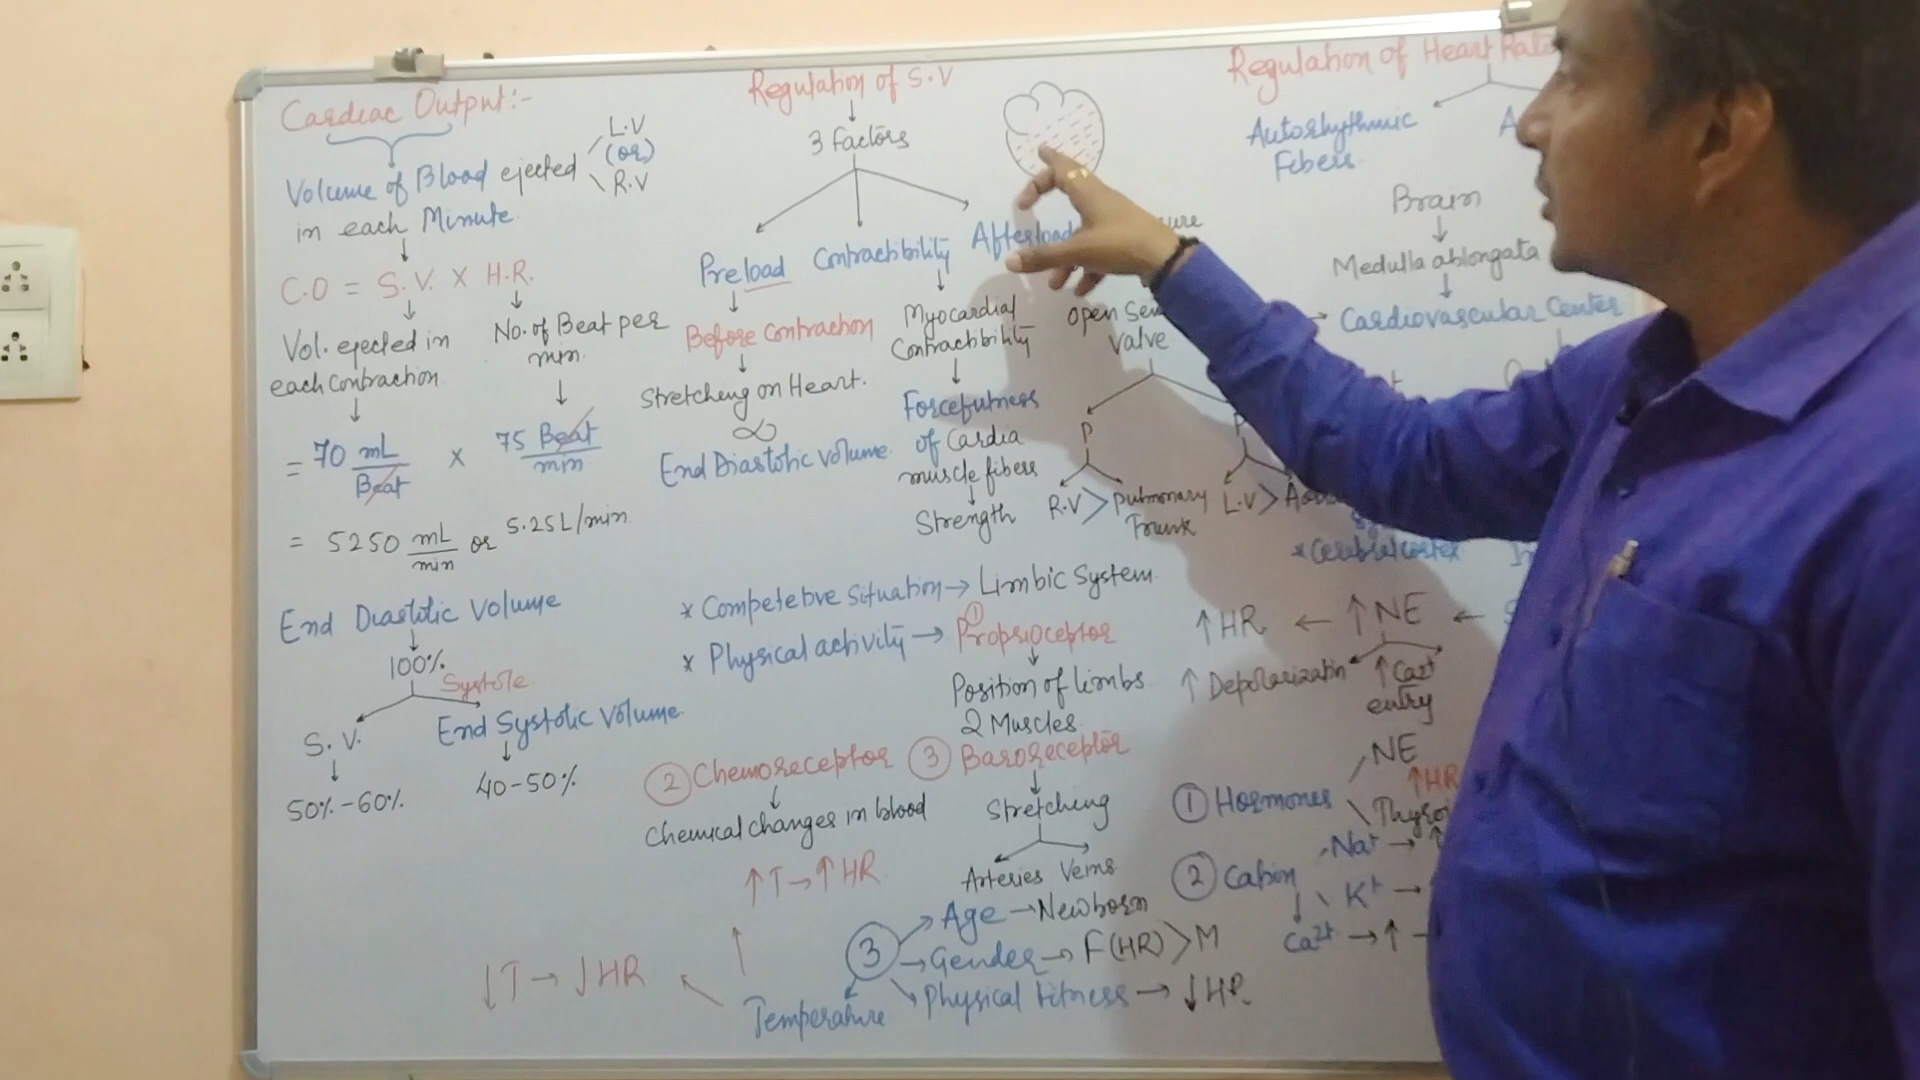 Cardiac Output:-
Volume of Blood ejected
L.V
(or)
R.V
in each Minute
C.O = S.V. x H.R.
Vol. ejected in
each contraction
No. of Beat per
min.
= 70 mL/Beat x 75 Beat/min
= 5250 mL/min or 5.25L/min
End Diastolic Volume
100%
Systole
S.V.
End Systolic Volume
50%-60%
40-50%
Regulation of S.V
3 Factors
Preload Contractibility Afterload
Before Contraction
Stretching on Heart.
∝
End Diastolic volume
Myocardial
Contractibility
Forcefulness
of Cardia
muscle fibers
Strength
open
Valve
P
P
R.V > Pulmonary
Trunk
L.V >
* Competetive Situation → Limbic System
* Physical activity → ① Proprioceptor
Position of limbs
2 Muscles
② Chemoreceptor
Chemical changes in blood
③ Baroreceptor
Stretching
Arteries Veins
↑T → ↑HR
↓T → ↓HR
Temperature
③
Age → Newborn
→ Gender → F(HR) > M
Physical Fitness → ↓HR
Regulation of Heart
Autorhythmic
Fibers
Brain
Medulla ablongata
→ Cardiovascular Center
* Cerebral cortex
↑HR ← ↑NE ←
↑ Depolarization
↑
entry
① Hormones
NE
↑HR
② Cation
Na+ →
K+ →
Ca2+ → ↑ -